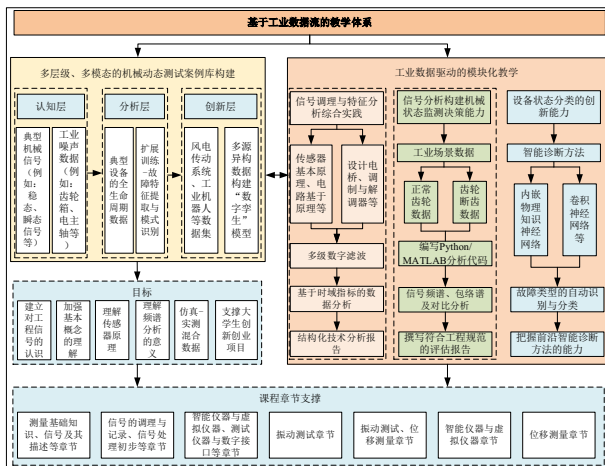 基于工业数据流的教学体系
多层级、多模态的机械动态测试案例库构建
认知层
典型
机械
信号
（例
如：
稳
态、
瞬态
信号
等）
工业
噪声
数据
（例
如：
齿轮
箱、
电主
轴等）
分析层
典型
设备
的全
生命
周期
数据
扩展
训练
-故
障特
征提
取与
模式
识别
创新层
风电
传动
系统
、工
业机
器人
等数
据集
多源
异构
数据
构建
“数
字孪
生”
模型
目标
建立
对工
程信
号的
认识
加强
基本
概念
的理
解
理解
传感
器原
理
理解
频谱
分析
的意
义
仿真-
实测
混合
数据
支撑大
学生创
新创业
项目
工业数据驱动的模块化教学
信号调理与特征分
析综合实践
传感器
基本原
理、电
路基于
原理等
设计电
桥、调
制与解
调器等
多级数字滤波
基于时域指标的数
据分析
结构化技术分析报
告
信号分析构建机械
状态监测决策能力
工业场景数据
正常
齿轮
数据
齿轮
断齿
数据
编写Python/
MATLAB分析代码
信号频谱、包络谱
及对比分析
撰写符合工程规范
的评估报告
设备状态分类的创
新能力
智能诊断方法
内嵌
物理
知识
神经
网络
卷积
神经
网络
等
故障类型的自动识
别与分类
把握前沿智能诊断
方法的能力
课程章节支撑
测量基础知
识、信号及其
描述等章节
信号的调理与
记录、信号处
理初步等章节
智能仪器与虚
拟仪器、测试
仪器与数字接
口等章节
振动测试章节
振动测试、位
移测量章节
智能仪器与虚
拟仪器章节
位移测量章节